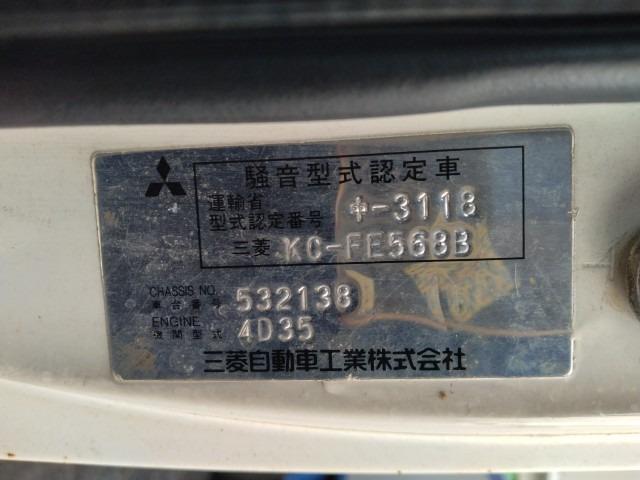 騒音型式認定車
運輸省
型式認定番号 中-3118
三菱 KC-FE568B
CHASSIS NO.
車台番号 532138
ENGINE
機関型式 4D35
三菱自動車工業株式会社